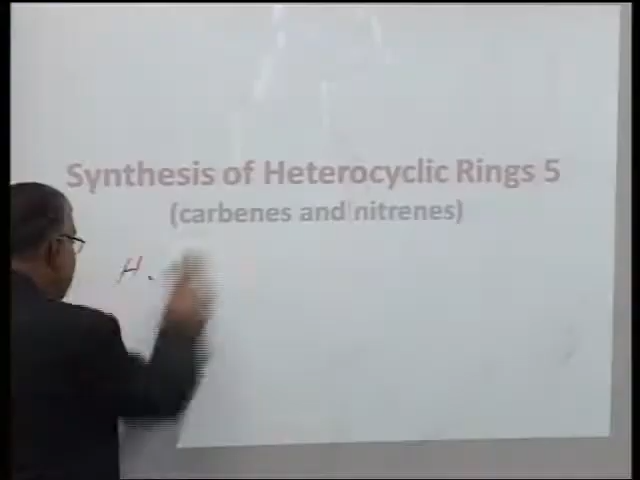 Synthesis of Heterocyclic Rings 5
(carbenes and nitrenes)
H.